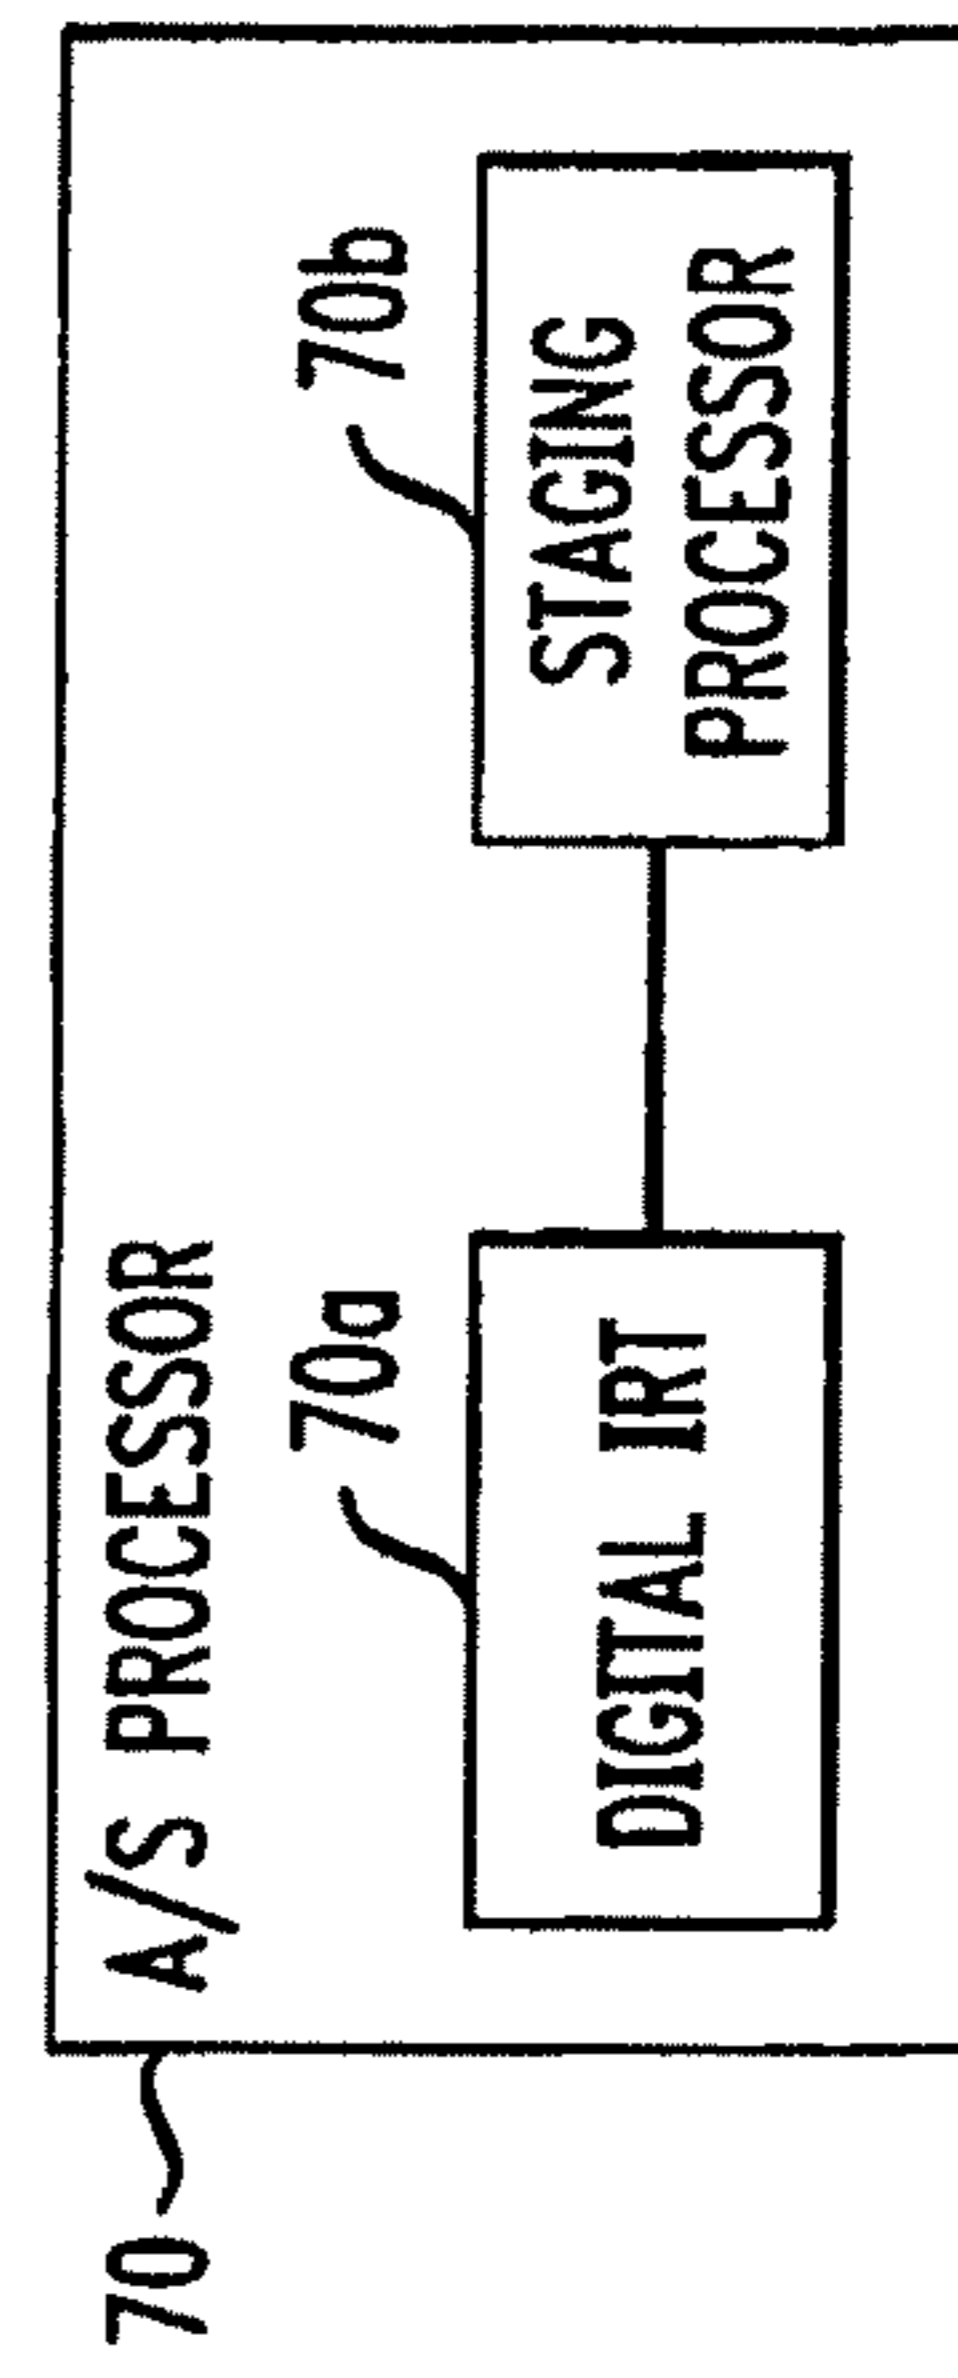 70
A/S PROCESSOR
70a
70b
DIGITAL IRT
STAGING
PROCESSOR